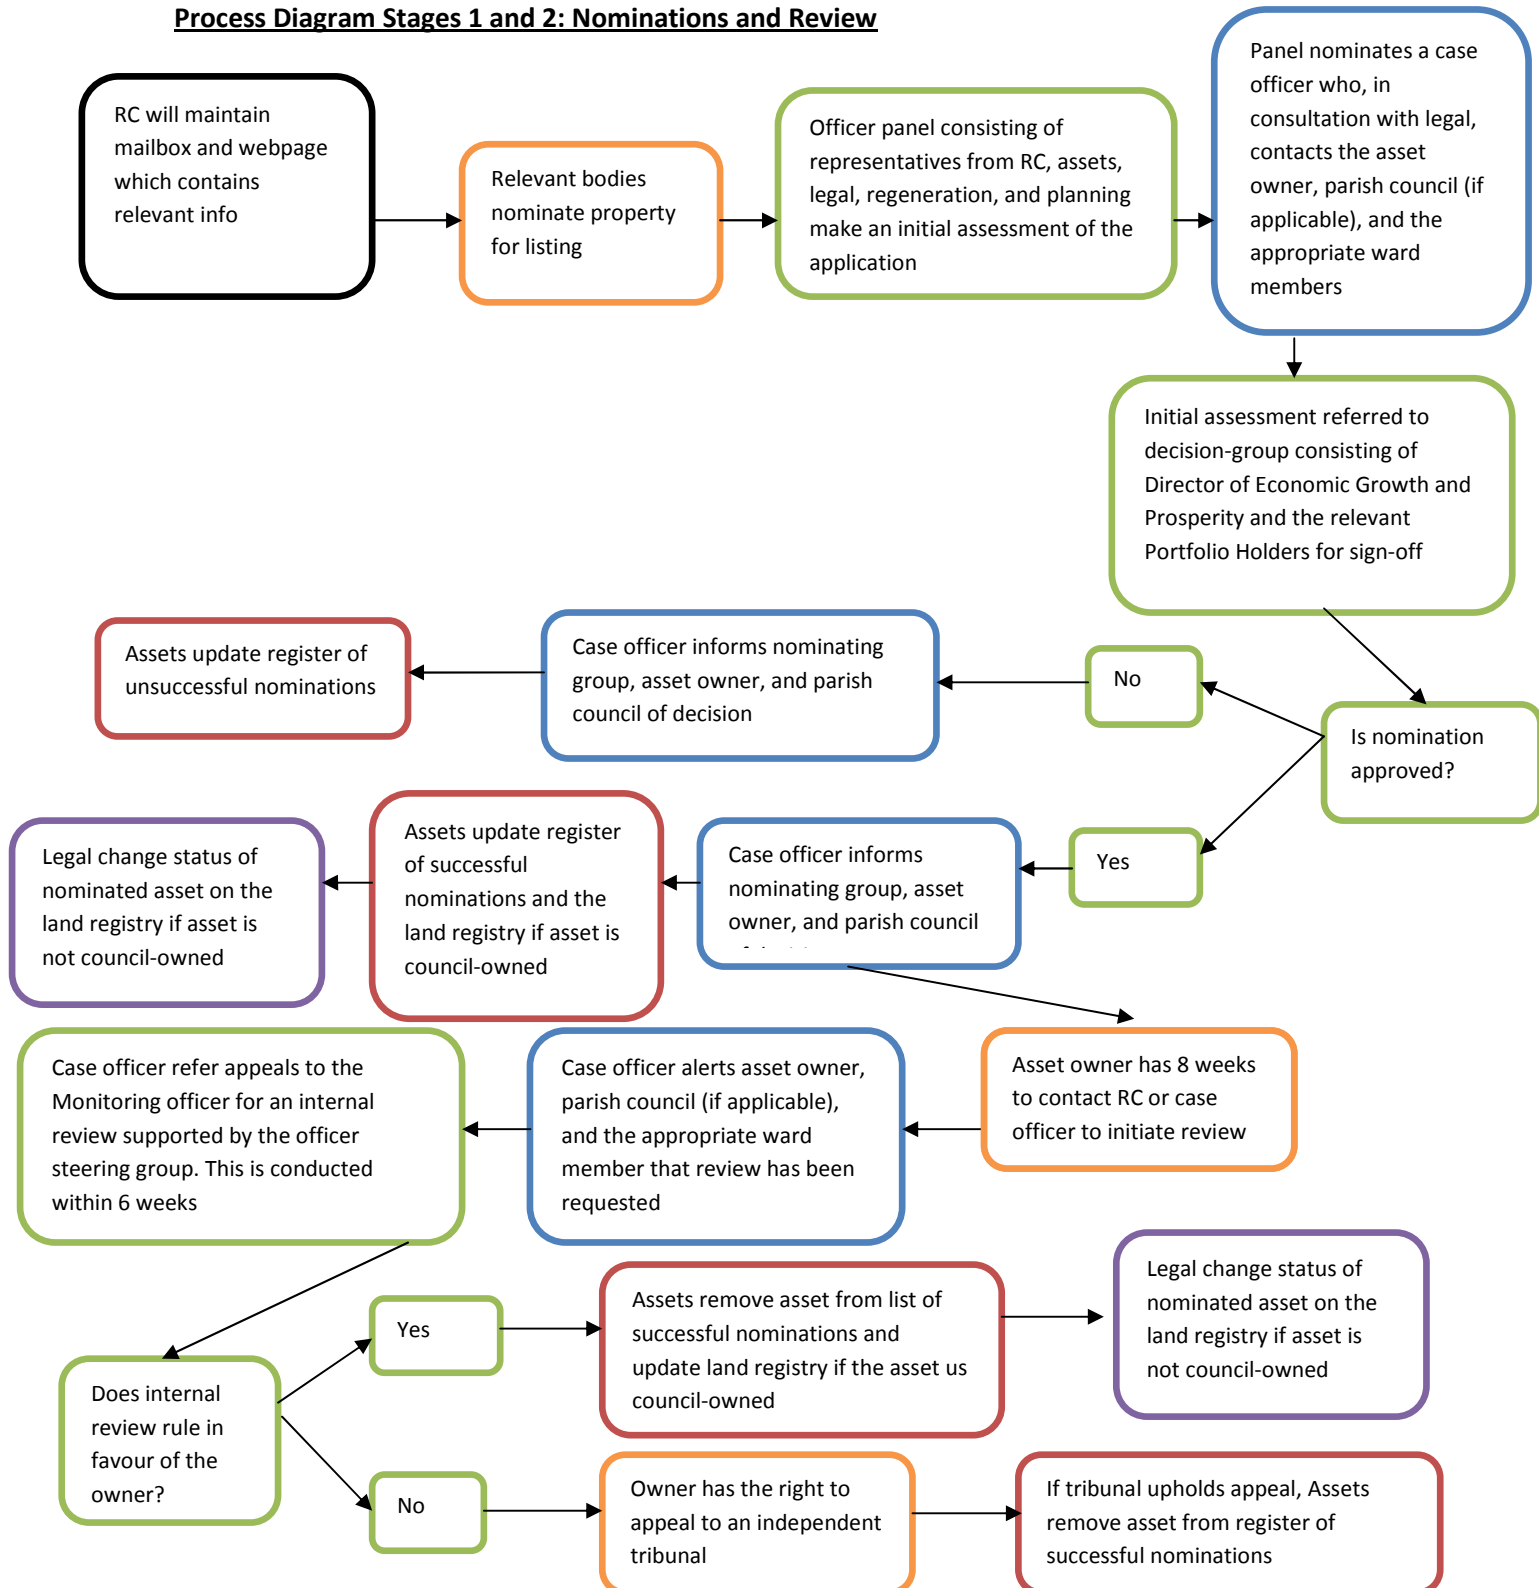 Process Diagram Stages 1 and 2: Nominations and Review
RC will maintain
mailbox and webpage
which contains
relevant info
Relevant bodies
nominate property
for listing
Officer panel consisting of
representatives from RC, assets,
legal, regeneration, and planning
make an initial assessment of the
application
Panel nominates a case
officer who, in
consultation with legal,
contacts the asset
owner, parish council (if
applicable), and the
appropriate ward
members
Initial assessment referred to
decision-group consisting of
Director of Economic Growth and
Prosperity and the relevant
Portfolio Holders for sign-off
Is nomination
approved?
No
Case officer informs nominating
group, asset owner, and parish
council of decision
Assets update register of
unsuccessful nominations
Yes
Case officer informs
nominating group, asset
owner, and parish council
Assets update register
of successful
nominations and the
land registry if asset is
council-owned
Legal change status of
nominated asset on the
land registry if asset is
not council-owned
Asset owner has 8 weeks
to contact RC or case
officer to initiate review
Case officer alerts asset owner,
parish council (if applicable),
and the appropriate ward
member that review has been
requested
Case officer refer appeals to the
Monitoring officer for an internal
review supported by the officer
steering group. This is conducted
within 6 weeks
Does internal
review rule in
favour of the
owner?
Yes
Assets remove asset from list of
successful nominations and
update land registry if the asset us
council-owned
Legal change status of
nominated asset on the
land registry if asset is
not council-owned
No
Owner has the right to
appeal to an independent
tribunal
If tribunal upholds appeal, Assets
remove asset from register of
successful nominations